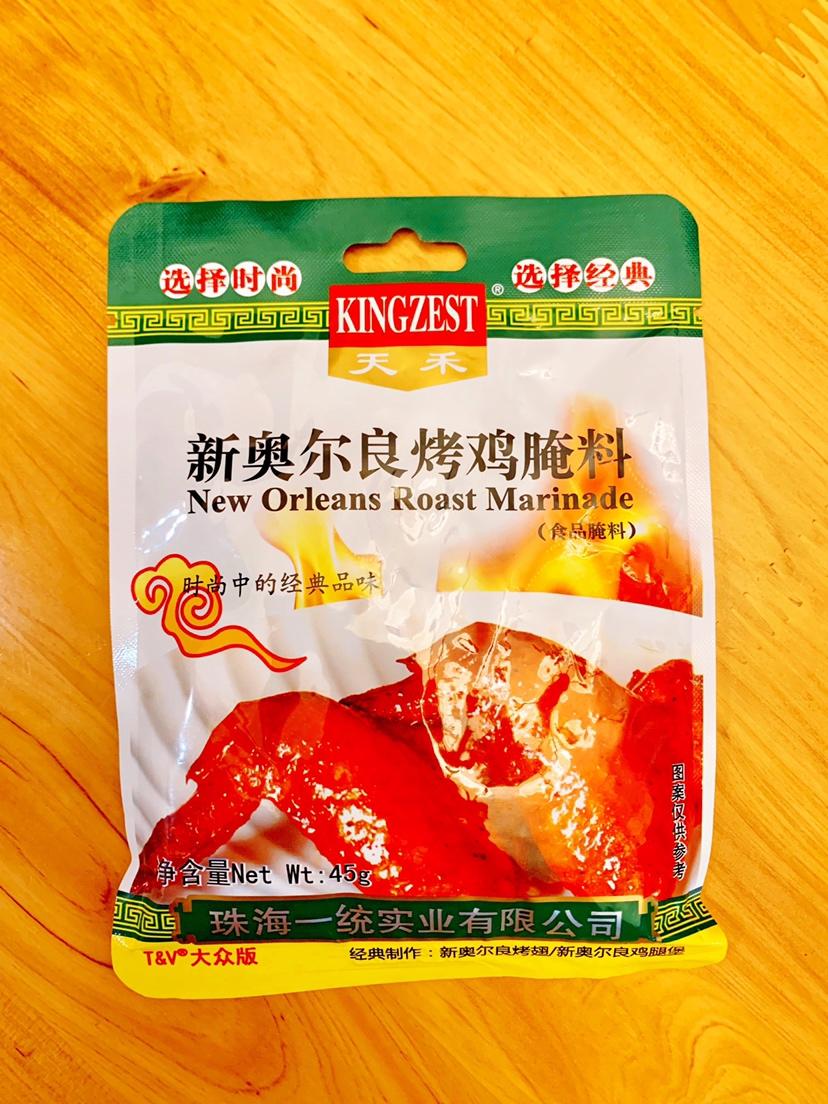 选择时尚
选择经典
KINGZEST®
天禾
新奥尔良烤鸡腌料
New Orleans Roast Marinade
(食品腌料)
时尚中的经典品味
图案仅供参考
净含量Net Wt:45g
珠海一统实业有限公司
T&V®大众版
经典制作：新奥尔良烤翅/新奥尔良鸡腿堡